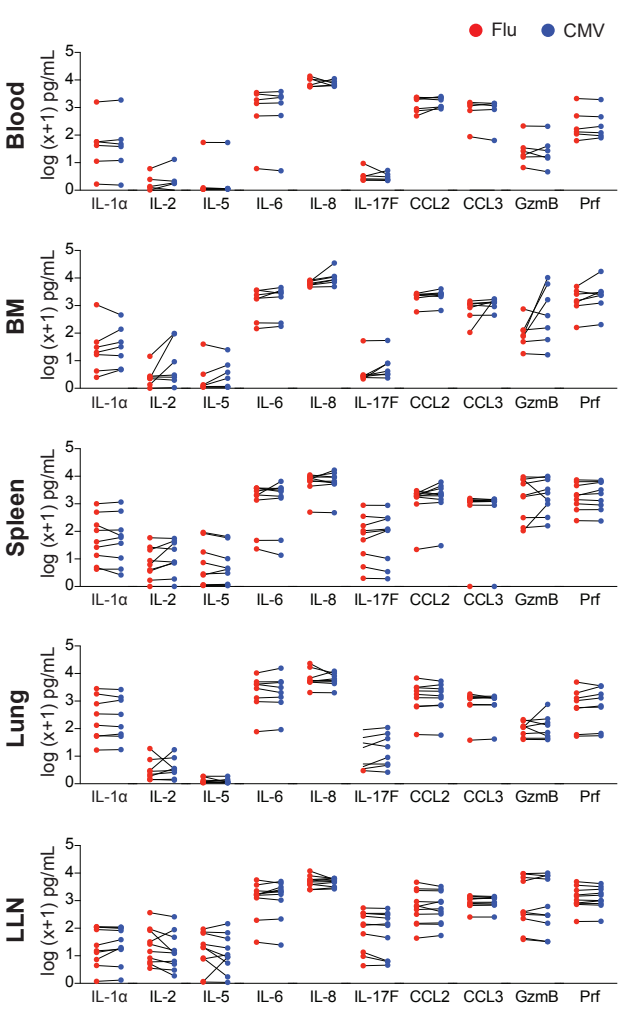 Flu CMV
Blood
log (x+1) pg/mL
5
4
3
2
1
0
IL-1α IL-2 IL-5 IL-6 IL-8 IL-17F CCL2 CCL3 GzmB Prf
BM
log (x+1) pg/mL
5
4
3
2
1
0
IL-1α IL-2 IL-5 IL-6 IL-8 IL-17F CCL2 CCL3 GzmB Prf
Spleen
log (x+1) pg/mL
5
4
3
2
1
0
IL-1α IL-2 IL-5 IL-6 IL-8 IL-17F CCL2 CCL3 GzmB Prf
Lung
log (x+1) pg/mL
5
4
3
2
1
0
IL-1α IL-2 IL-5 IL-6 IL-8 IL-17F CCL2 CCL3 GzmB Prf
LLN
log (x+1) pg/mL
5
4
3
2
1
0
IL-1α IL-2 IL-5 IL-6 IL-8 IL-17F CCL2 CCL3 GzmB Prf